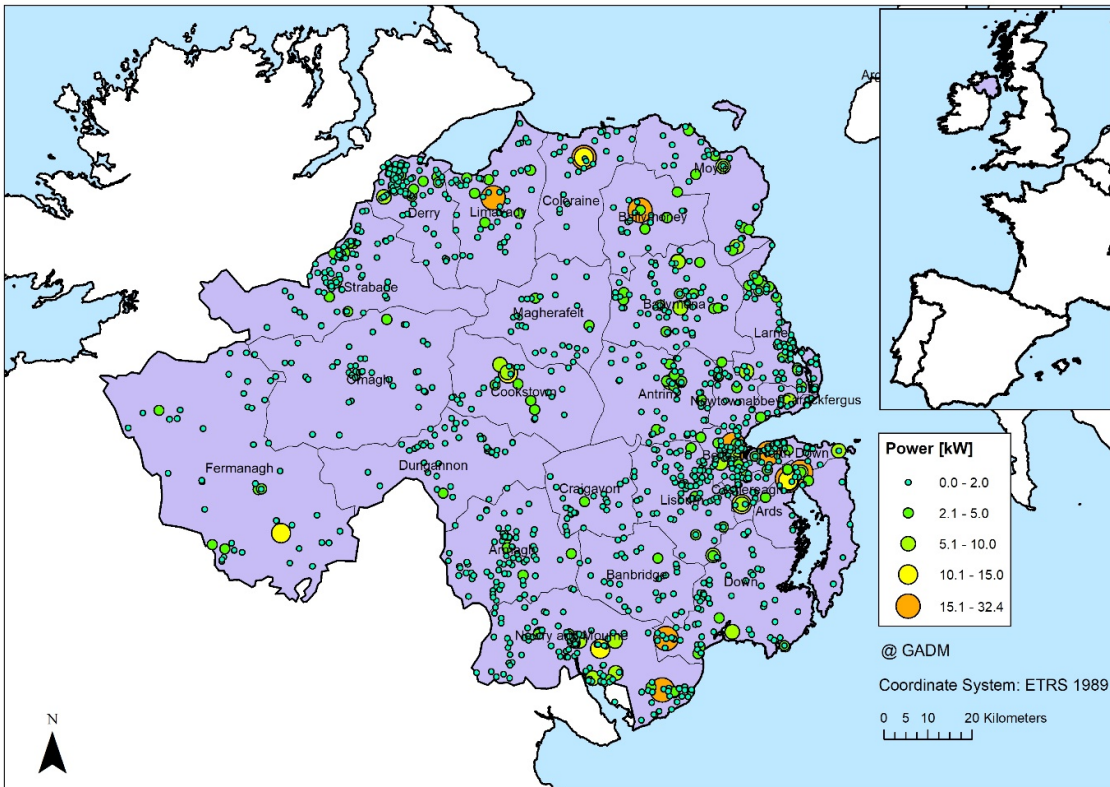 Arg
Moyle
Coleraine
Derry
Limavady
Ballymoney
Strabane
Magherafelt
Ballymena
Larne
Omagh
Cookstown
Antrim
Newtownabbey
Carrickfergus
Fermanagh
Dungannon
North Down
Craigavon
Lisburn
Castlereagh
Ards
Armagh
Banbridge
Down
Newry and Mourne
N
Power [kW]
0.0 - 2.0
2.1 - 5.0
5.1 - 10.0
10.1 - 15.0
15.1 - 32.4
@ GADM
Coordinate System: ETRS 1989
0 5 10 20 Kilometers